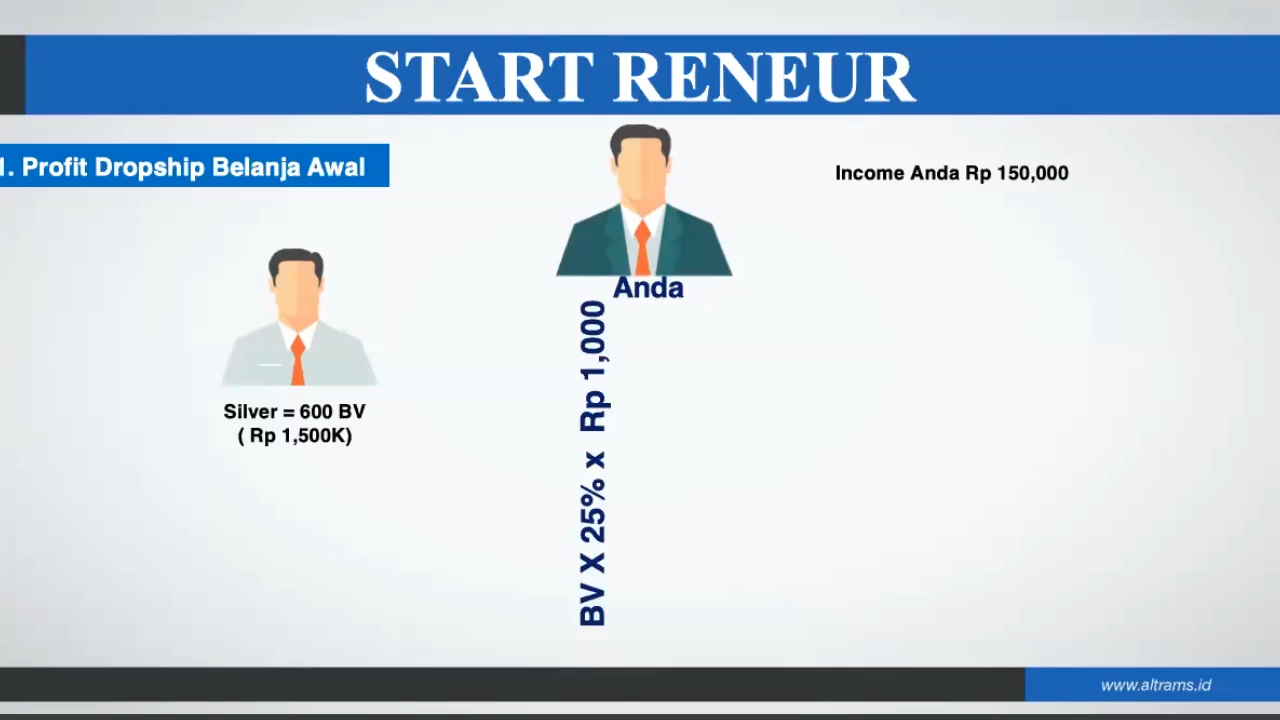 START RENEUR
1. Profit Dropship Belanja Awal
Income Anda Rp 150,000
Anda
Silver = 600 BV
( Rp 1,500K)
BV X 25% x Rp 1,000
www.altrams.id